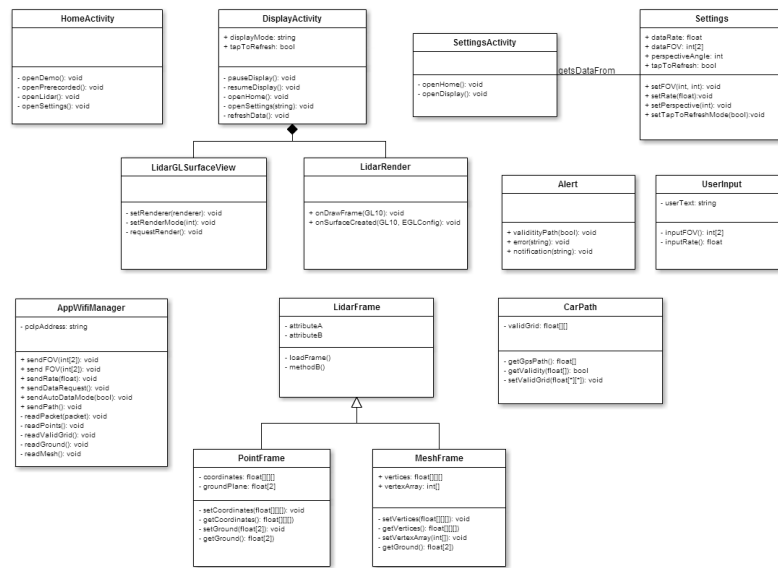 HomeActivity
- openDemo(): void
- openPrerecorded(): void
- openLidar(): void
- openSettings(): void
DisplayActivity
+ displayMode: string
+ tapToRefresh: bool
- pauseDisplay(): void
- resumeDisplay(): void
- openHome(): void
- openSettings(string): void
- refreshData(): void
SettingsActivity
- openHome(): void
- openDisplay(): void
getsDataFrom
Settings
+ dataRate: float
+ dataFOV: int[2]
+ perspectiveAngle: int
+ tapToRefresh: bool
+ setFOV(int, int): void
+ setRate(float):void
+ setPerspective(int): void
+ setTapToRefreshMode(bool):void
LidarGLSurfaceView
- setRenderer(renderer): void
- setRenderMode(int): void
- requestRender(): void
LidarRender
+ onDrawFrame(GL10): void
+ onSurfaceCreated(GL10, EGLConfig): void
Alert
+ validitityPath(bool): void
+ error(string): void
+ notification(string): void
UserInput
- userText: string
- inputFOV(): int[2]
- inputRate(): float
AppWifiManager
- pcIpAddress: string
+ sendFOV(int[2]): void
+ send FOV(int[2]): void
+ sendRate(float): void
+ sendDataRequest(): void
+ sendAutoDataMode(bool): void
+ sendPath(): void
- readPacket(packet): void
- readPoints(): void
- readValidGrid(): void
- readGround(): void
- readMesh(): void
LidarFrame
- attributeA
- attributeB
- loadFrame()
- methodB()
CarPath
- validGrid: float[][]
- getGpsPath(): float[]
- getValidity(float[]): bool
- setValidGrid(float[*][*]): void
PointFrame
- coordinates: float[][][]
- groundPlane: float[2]
- setCoordinates(float[][][]): void
- getCoordinates(): float[][][])
- setGround(float[2]): void
- getGround(): float[2])
MeshFrame
+ vertices: float[][][]
+ vertexArray: int[]
- setVertices(float[][][]): void
- getVertices(): float[][][])
- setVertexArray(int[]): void
- getGround(): float[2])